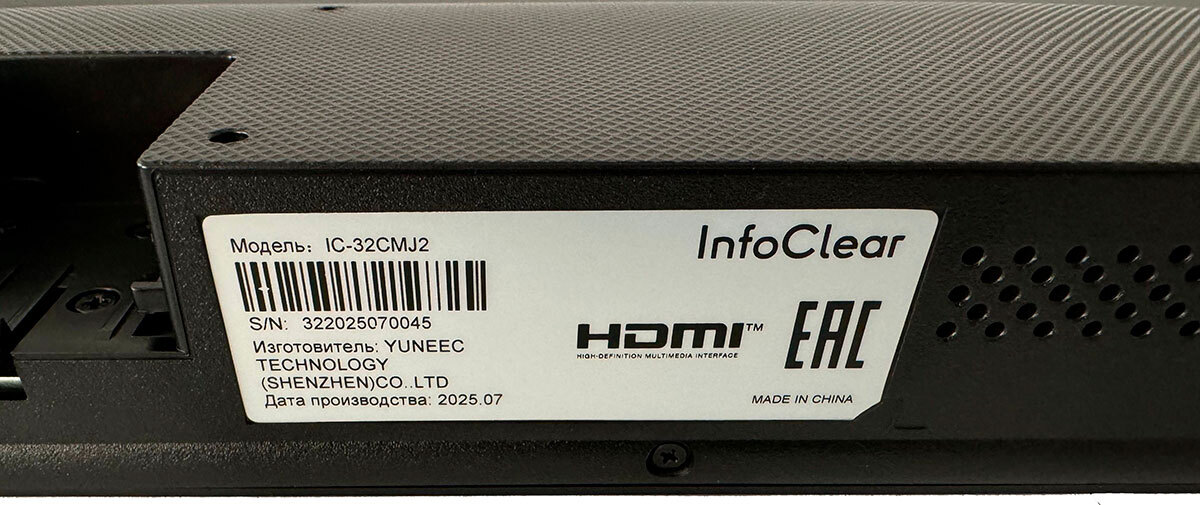 Модель: IC-32CMJ2
InfoClear
S/N: 322025070045
Изготовитель: YUNEEC
TECHNOLOGY
(SHENZHEN)CO..LTD
Дата производства: 2025.07
HDMI™
HIGH-DEFINITION MULTIMEDIA INTERFACE
EAC
MADE IN CHINA